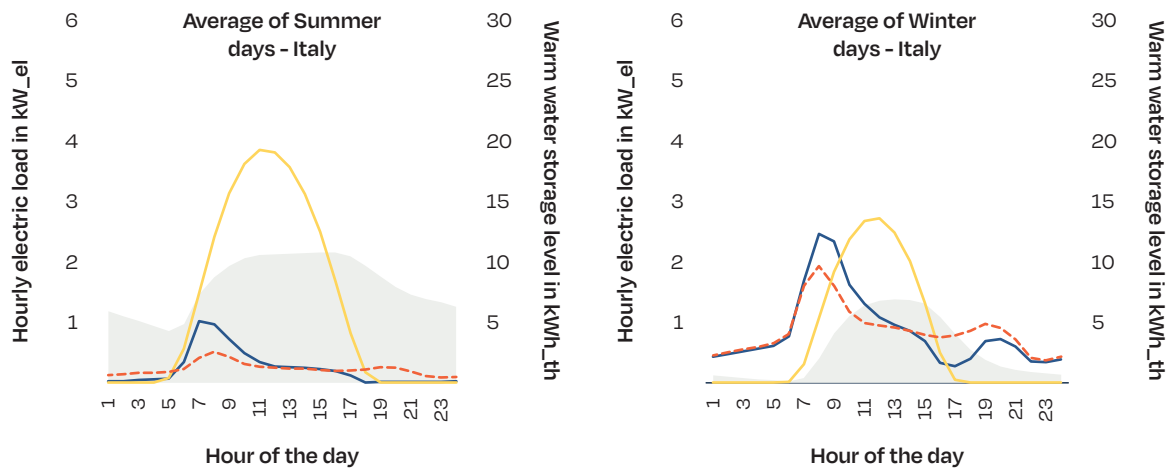 Average of Summer
days - Italy
Hourly electric load in kW_el
6
5
4
3
2
1
30
25
20
15
10
5
Warm water storage level in kWh_th
1 3 5 7 9 11 13 15 17 19 21 23
Hour of the day
Average of Winter
days - Italy
Hourly electric load in kW_el
6
5
4
3
2
1
30
25
20
15
10
5
Warm water storage level in kWh_th
1 3 5 7 9 11 13 15 17 19 21 23
Hour of the day